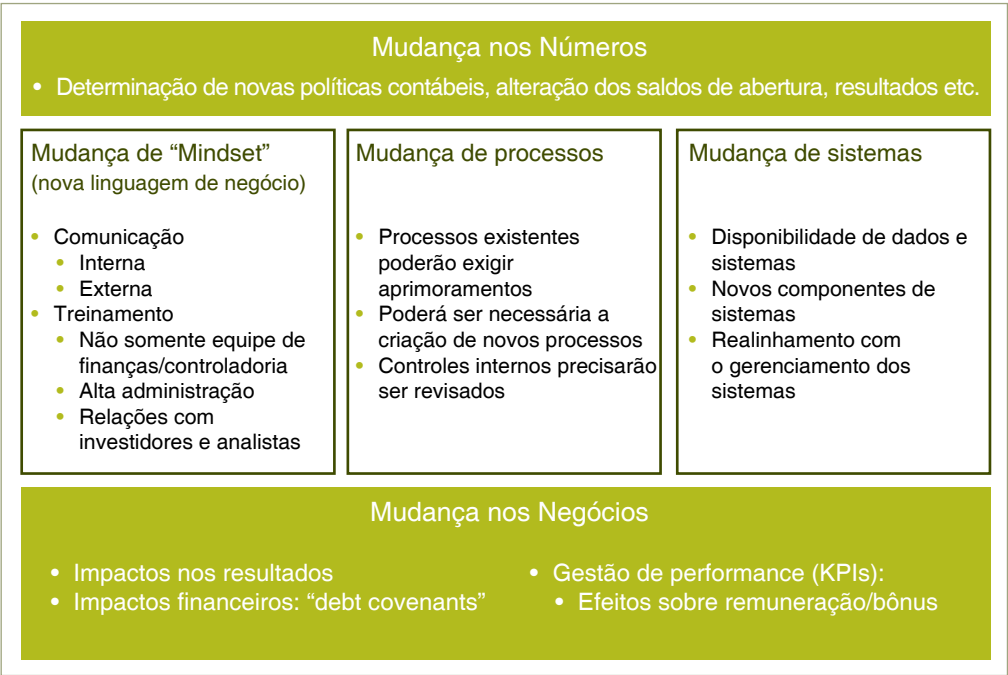 Mudança nos Números
• Determinação de novas políticas contábeis, alteração dos saldos de abertura, resultados etc.
Mudança de “Mindset”
(nova linguagem de negócio)
• Comunicação
• Interna
• Externa
• Treinamento
• Não somente equipe de
finanças/controladoria
• Alta administração
• Relações com
investidores e analistas
Mudança de processos
• Processos existentes
poderão exigir
aprimoramentos
• Poderá ser necessária a
criação de novos processos
• Controles internos precisarão
ser revisados
Mudança de sistemas
• Disponibilidade de dados e
sistemas
• Novos componentes de
sistemas
• Realinhamento com
o gerenciamento dos
sistemas
Mudança nos Negócios
• Impactos nos resultados
• Impactos financeiros: “debt covenants”
• Gestão de performance (KPIs):
• Efeitos sobre remuneração/bônus